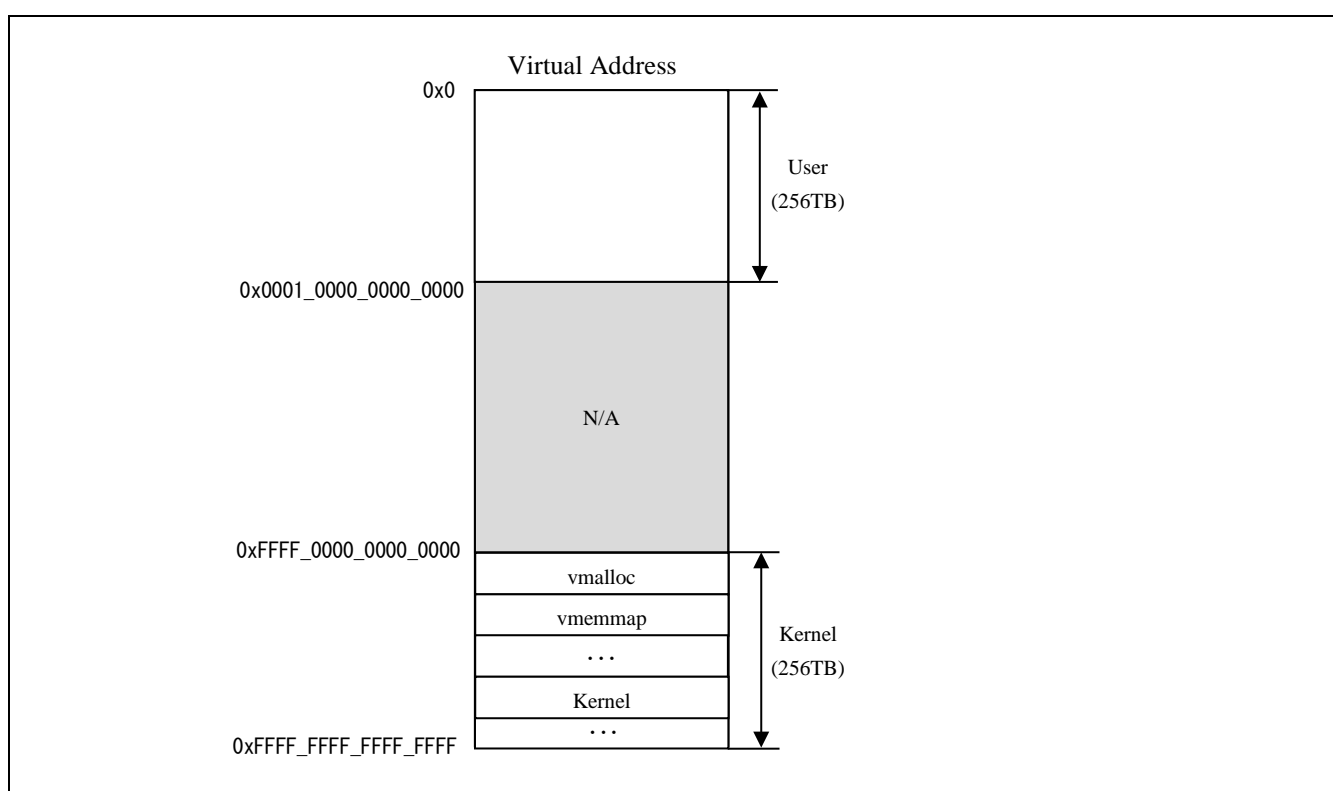 Virtual Address
0x0
User
(256TB)
0x0001_0000_0000_0000
N/A
0xFFFF_0000_0000_0000
vmalloc
vmemmap
...
Kernel
(256TB)
Kernel
...
0xFFFF_FFFF_FFFF_FFFF